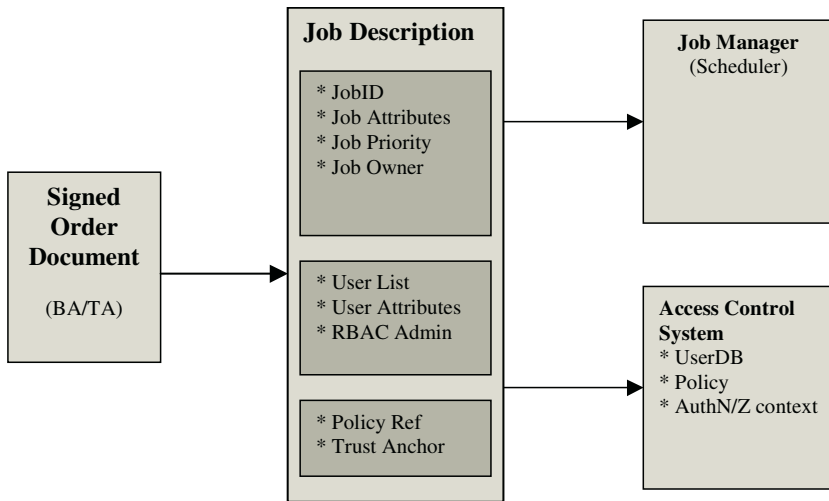 Signed
Order
Document
(BA/TA)
Job Description
* JobID
* Job Attributes
* Job Priority
* Job Owner
* User List
* User Attributes
* RBAC Admin
* Policy Ref
* Trust Anchor
Job Manager
(Scheduler)
Access Control
System
* UserDB
* Policy
* AuthN/Z context